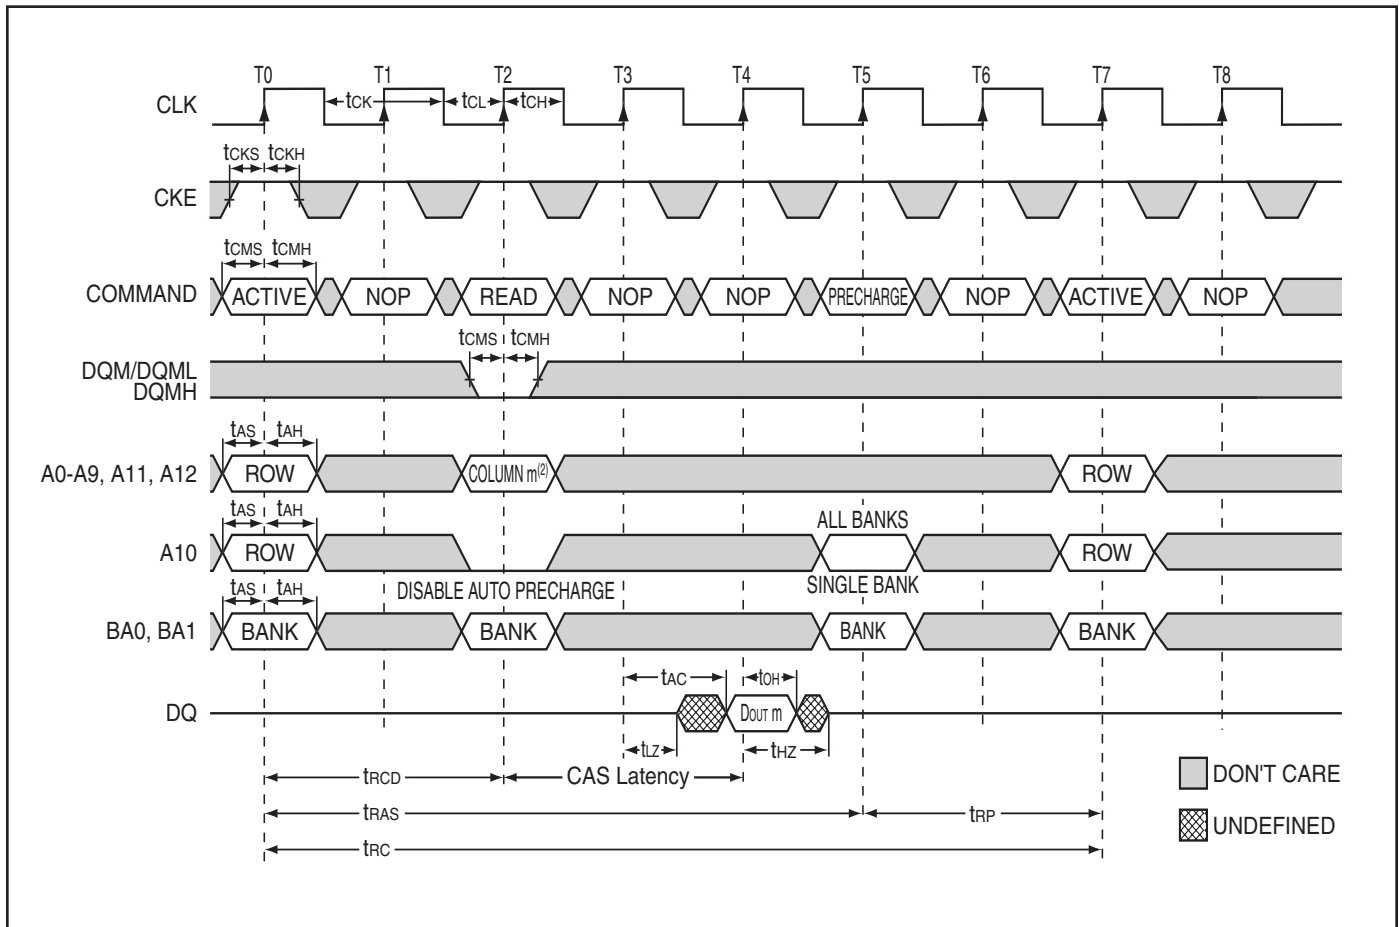 T0 T1 T2 T3 T4 T5 T6 T7 T8
CLK tCK tCL tCH
tCKS tCKH
CKE
tCMS tCMH
COMMAND ACTIVE NOP READ NOP NOP PRECHARGE NOP ACTIVE NOP
tCMS tCMH
DQM/DQML
DQMH
tAS tAH
A0-A9, A11, A12 ROW COLUMN m(2) ROW
tAS tAH ALL BANKS
A10 ROW ROW
DISABLE AUTO PRECHARGE SINGLE BANK
tAS tAH
BA0, BA1 BANK BANK BANK BANK
tAC tOH
DQ DOUT m
tLZ tHZ
tRCD CAS Latency
DON'T CARE
tRAS tRP
UNDEFINED
tRC